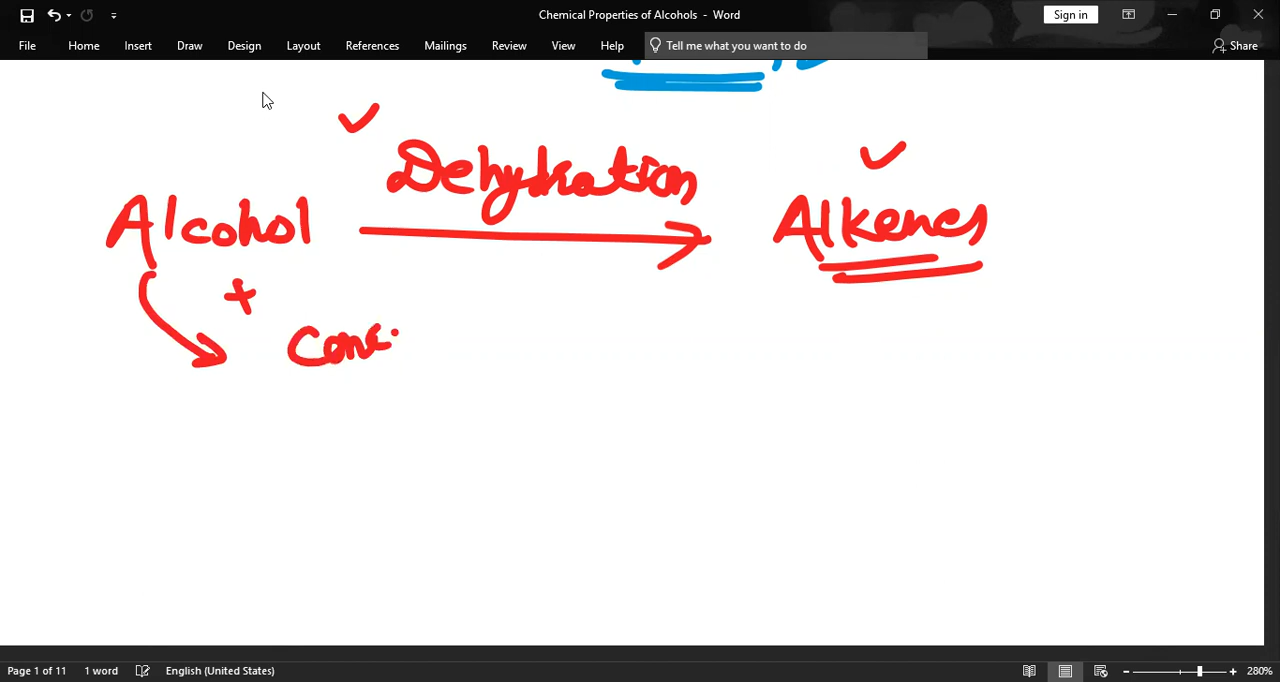 Chemical Properties of Alcohols - Word
Sign in
File Home Insert Draw Design Layout References Mailings Review View Help Tell me what you want to do Share
Dehydration
Alcohol Alkenes
+
Conc.
Page 1 of 11 1 word English (United States) 280%